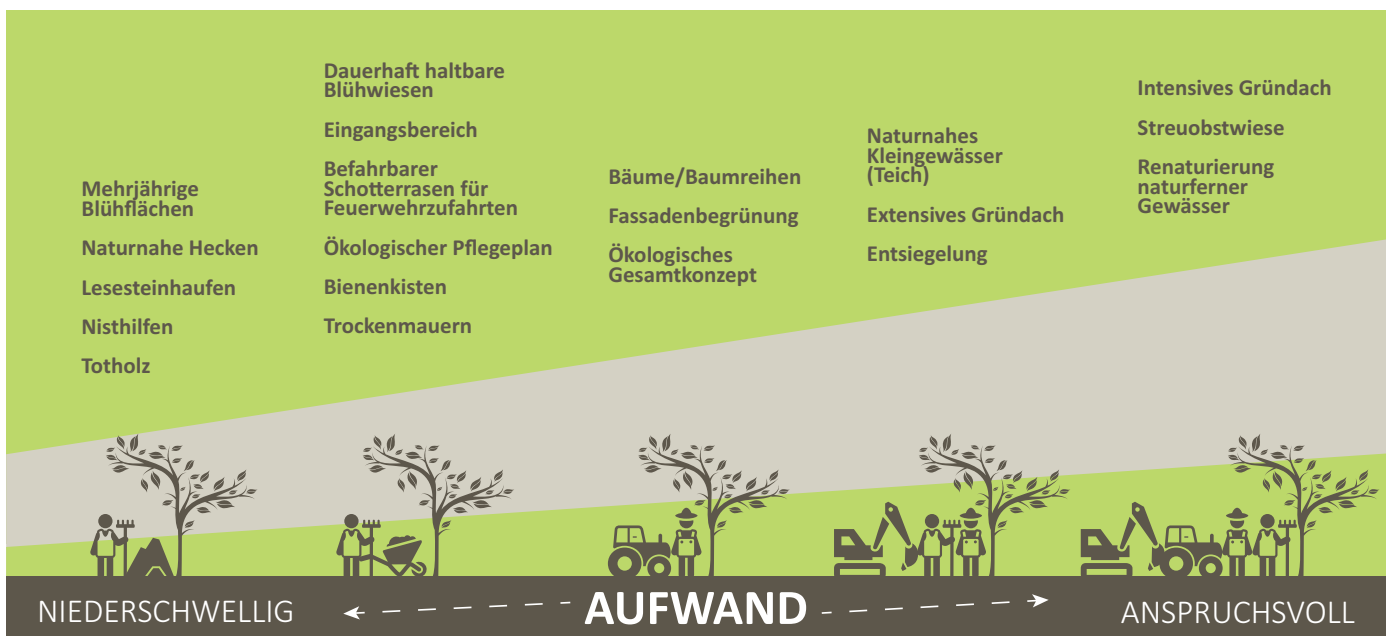 Mehrjährige
Blühflächen
Naturnahe Hecken
Lesesteinhaufen
Nisthilfen
Totholz
Dauerhaft haltbare
Blühwiesen
Eingangsbereich
Befahrbarer
Schotterrasen für
Feuerwehrzufahrten
Ökologischer Pflegeplan
Bienenkisten
Trockenmauern
Bäume/Baumreihen
Fassadenbegrünung
Ökologisches
Gesamtkonzept
Naturnahes
Kleingewässer
(Teich)
Extensives Gründach
Entsiegelung
Intensives Gründach
Streuobstwiese
Renaturierung
naturferner
Gewässer
NIEDERSCHWELLIG
AUFWAND
ANSPRUCHSVOLL